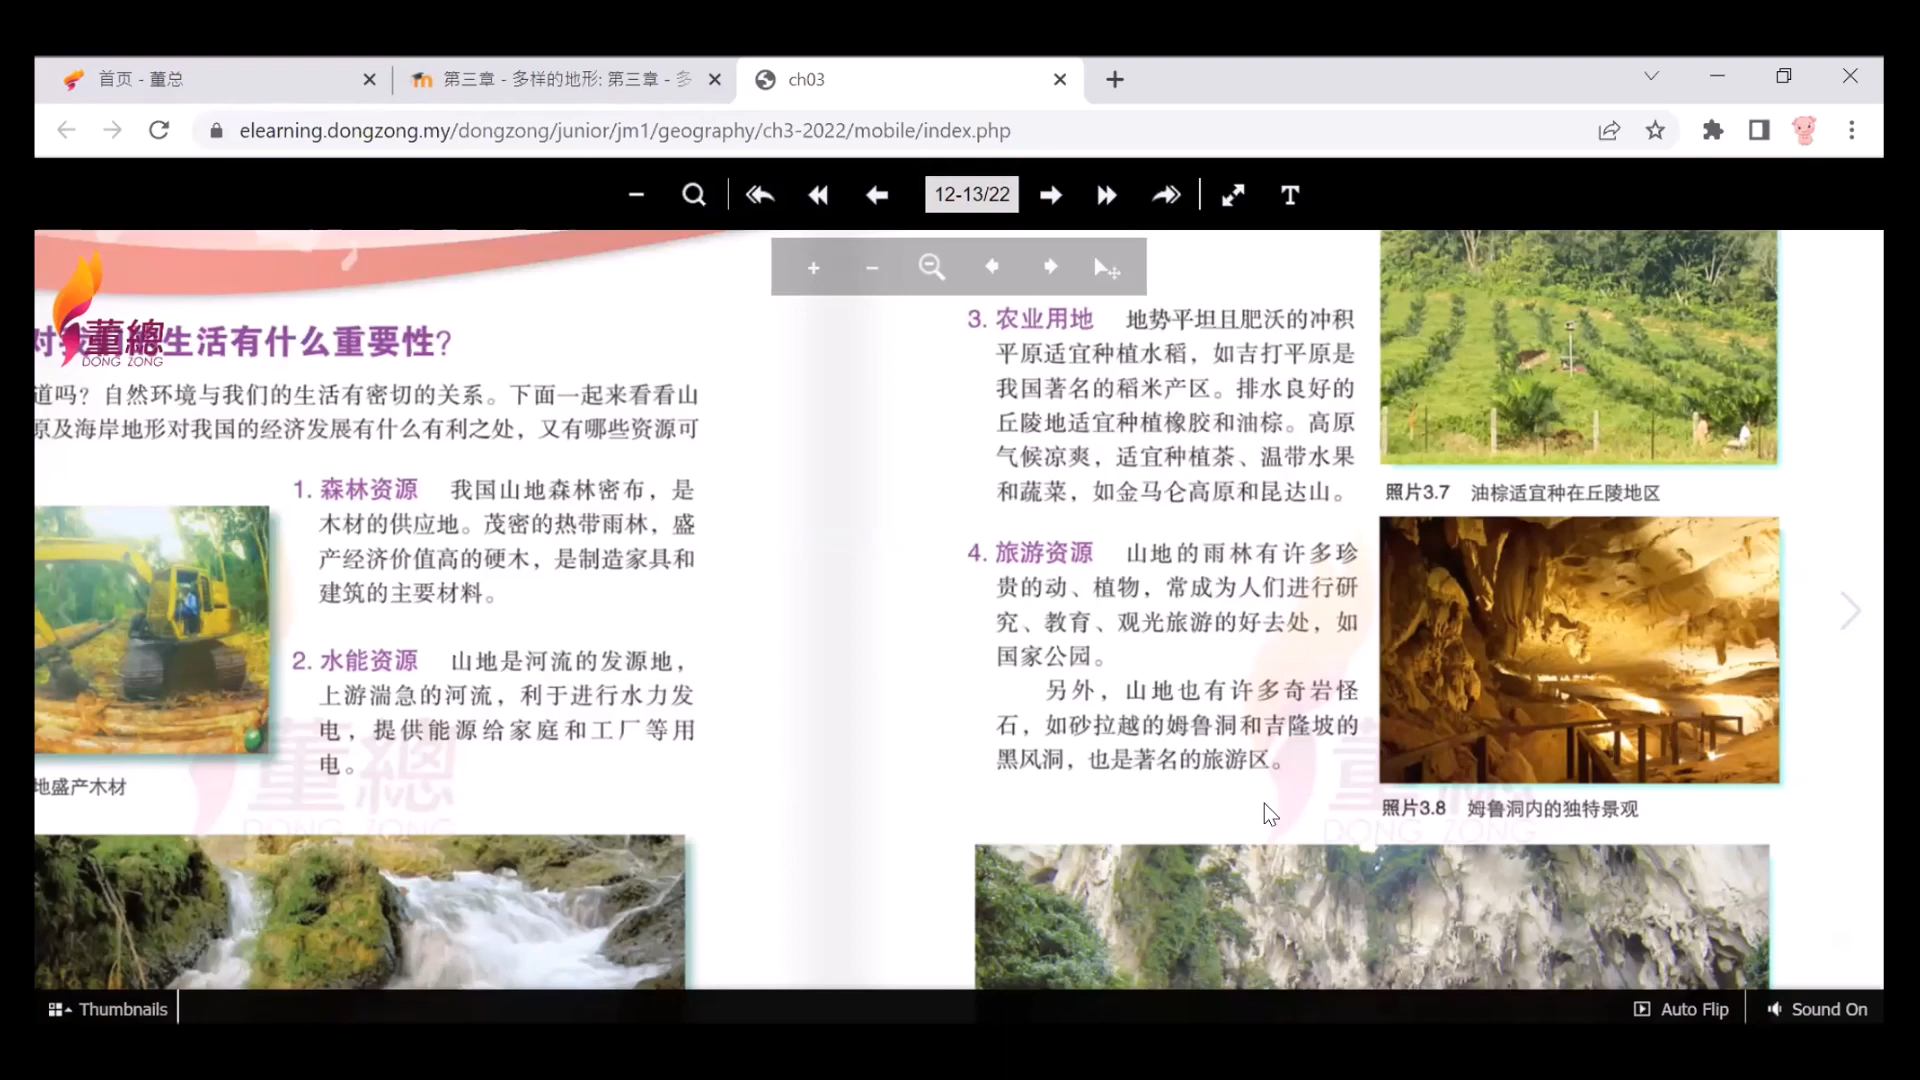 首页 - 董总
第三章 - 多样的地形: 第三章 - 多
ch03
elearning.dongzong.my/dongzong/junior/jm1/geography/ch3-2022/mobile/index.php
12-13/22
董總
DONG ZONG
生活有什么重要性?
道吗？自然环境与我们的生活有密切的关系。下面一起来看看山
原及海岸地形对我国的经济发展有什么有利之处，又有哪些资源可
1. 森林资源 我国山地森林密布，是
木材的供应地。茂密的热带雨林，盛
产经济价值高的硬木，是制造家具和
建筑的主要材料。
2. 水能资源 山地是河流的发源地，
上游湍急的河流，利于进行水力发
电，提供能源给家庭和工厂等用
电。
地盛产木材
董總
DONG ZONG
3. 农业用地 地势平坦且肥沃的冲积
平原适宜种植水稻，如吉打平原是
我国著名的稻米产区。排水良好的
丘陵地适宜种植橡胶和油棕。高原
气候凉爽，适宜种植茶、温带水果
和蔬菜，如金马仑高原和昆达山。
4. 旅游资源 山地的雨林有许多珍
贵的动、植物，常成为人们进行研
究、教育、观光旅游的好去处，如
国家公园。
另外，山地也有许多奇岩怪
石，如砂拉越的姆鲁洞和吉隆坡的
黑风洞，也是著名的旅游区。
照片3.7 油棕适宜种在丘陵地区
照片3.8 姆鲁洞内的独特景观
DONG ZONG
Thumbnails
Auto Flip
Sound On